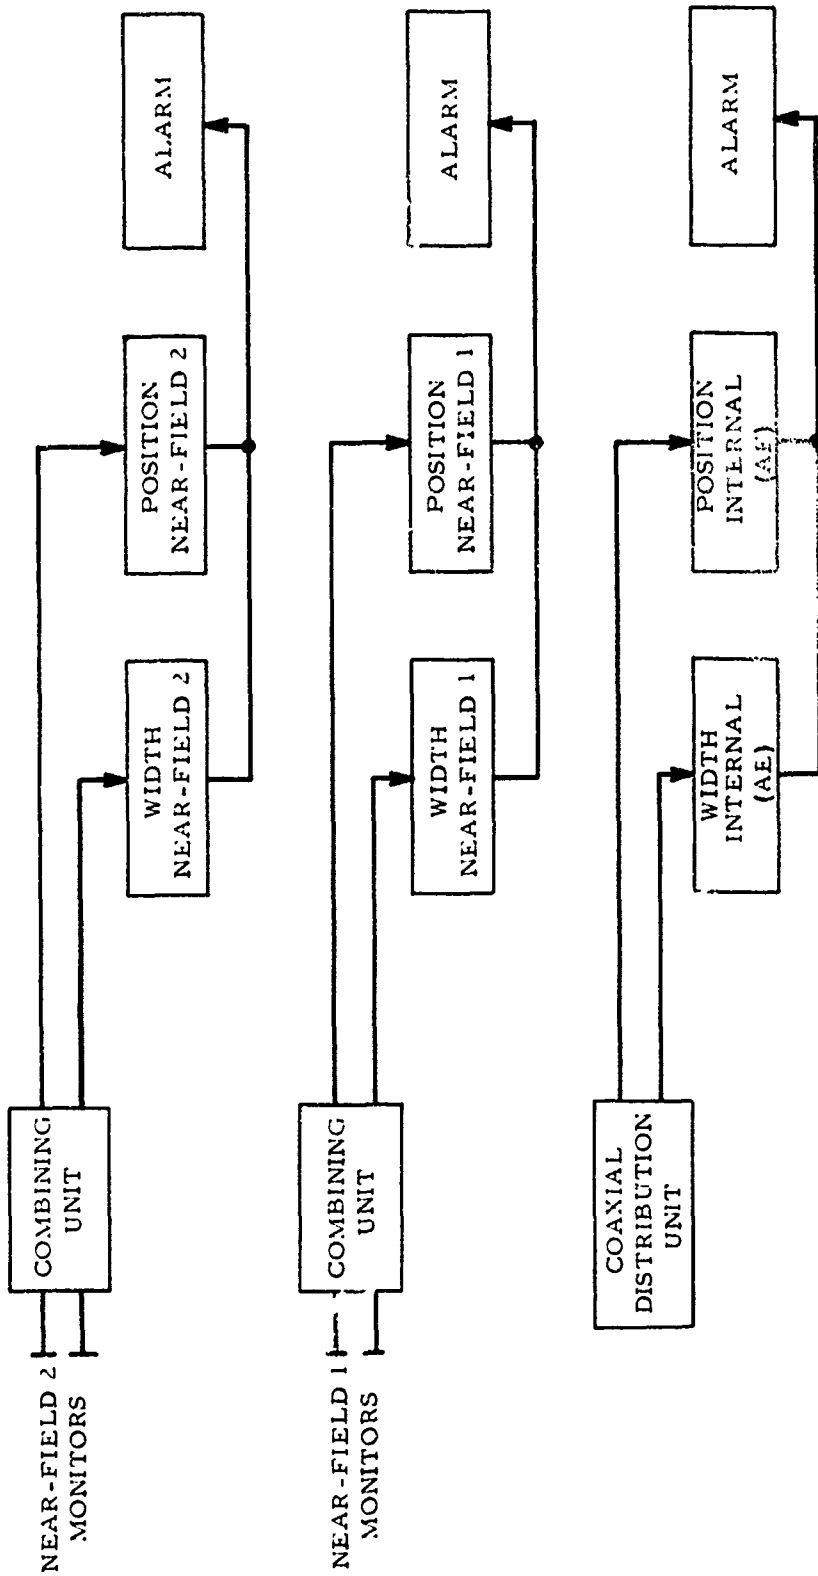 NEAR-FIELD 2
MONITORS
COMBINING
UNIT
WIDTH
NEAR-FIELD 2
POSITION
NEAR-FIELD 2
ALARM
NEAR-FIELD 1
MONITORS
COMBINING
UNIT
WIDTH
NEAR-FIELD 1
POSITION
NEAR-FIELD 1
ALARM
COAXIAL
DISTRIBUTION
UNIT
WIDTH
INTERNAL
(AE)
POSITION
INTERNAL
(AF)
ALARM